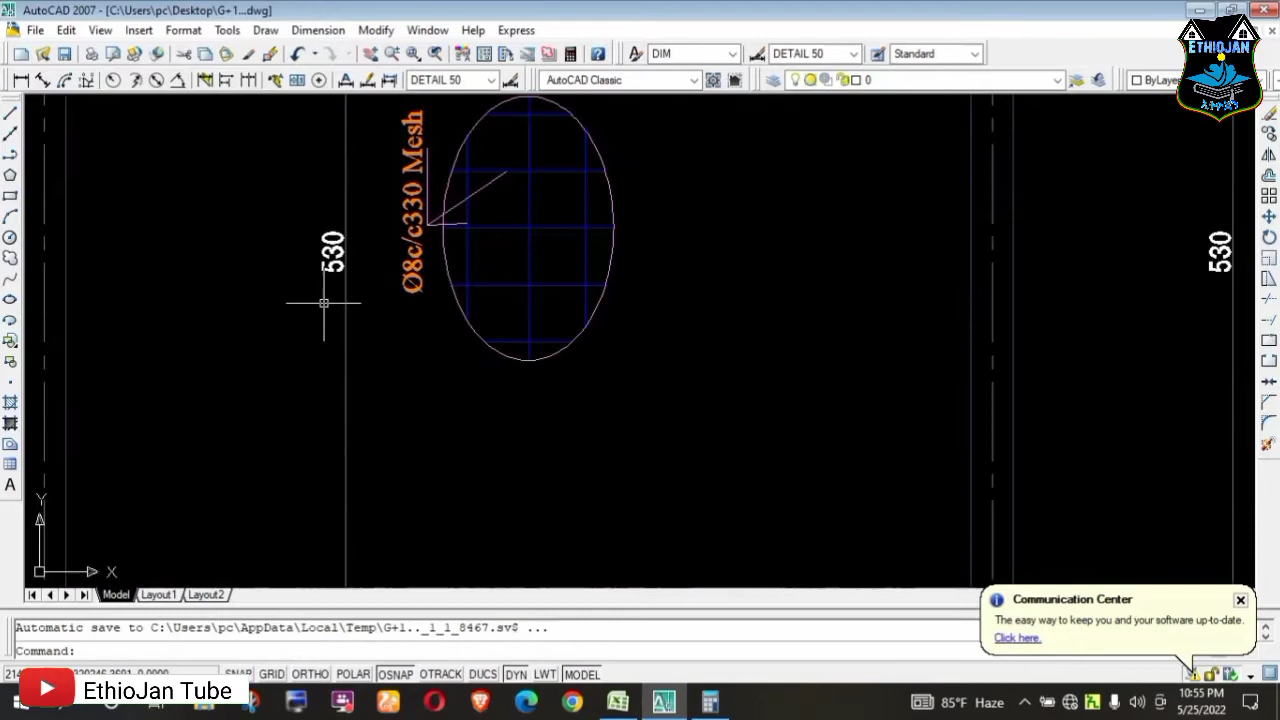 AutoCAD 2007 - [C:\Users\pc\Desktop\G+1...dwg]
File Edit View Insert Format Tools Draw Dimension Modify Window Help Express
DIM DETAIL 50 Standard
DETAIL 50 AutoCAD Classic 0 ByLaye
ETHIOJAN
ኢትዮጃን
Ø8c/c330 Mesh
530
530
Y
X
A
Model Layout1 Layout2
Communication Center
The easy way to keep you and your software up-to-date.
Click here.
Automatic save to C:\Users\pc\AppData\Local\Temp\G+1.._1_1_8467.sv$ ...
Command:
SNAP GRID ORTHO POLAR OSNAP OTRACK DUCS DYN LWT MODEL
EthioJan Tube
85°F Haze
10:55 PM
5/25/2022